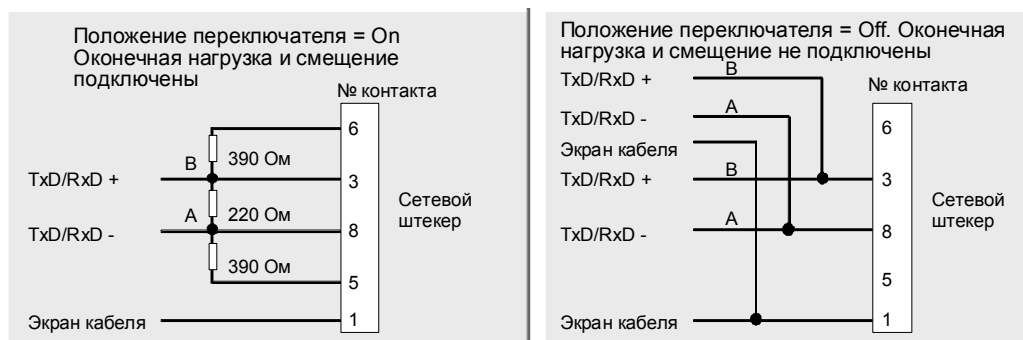 Положение переключателя = On
Оконечная нагрузка и смещение
подключены
№ контакта
6
390 Ом
B
TxD/RxD +
3
220 Ом
A
TxD/RxD -
8
Сетевой
штекер
390 Ом
5
Экран кабеля
1
Положение переключателя = Off. Оконечная
нагрузка и смещение не подключены
B
TxD/RxD +
№ контакта
A
TxD/RxD -
6
Экран кабеля
B
TxD/RxD +
3
Сетевой
штекер
A
TxD/RxD -
8
5
Экран кабеля
1